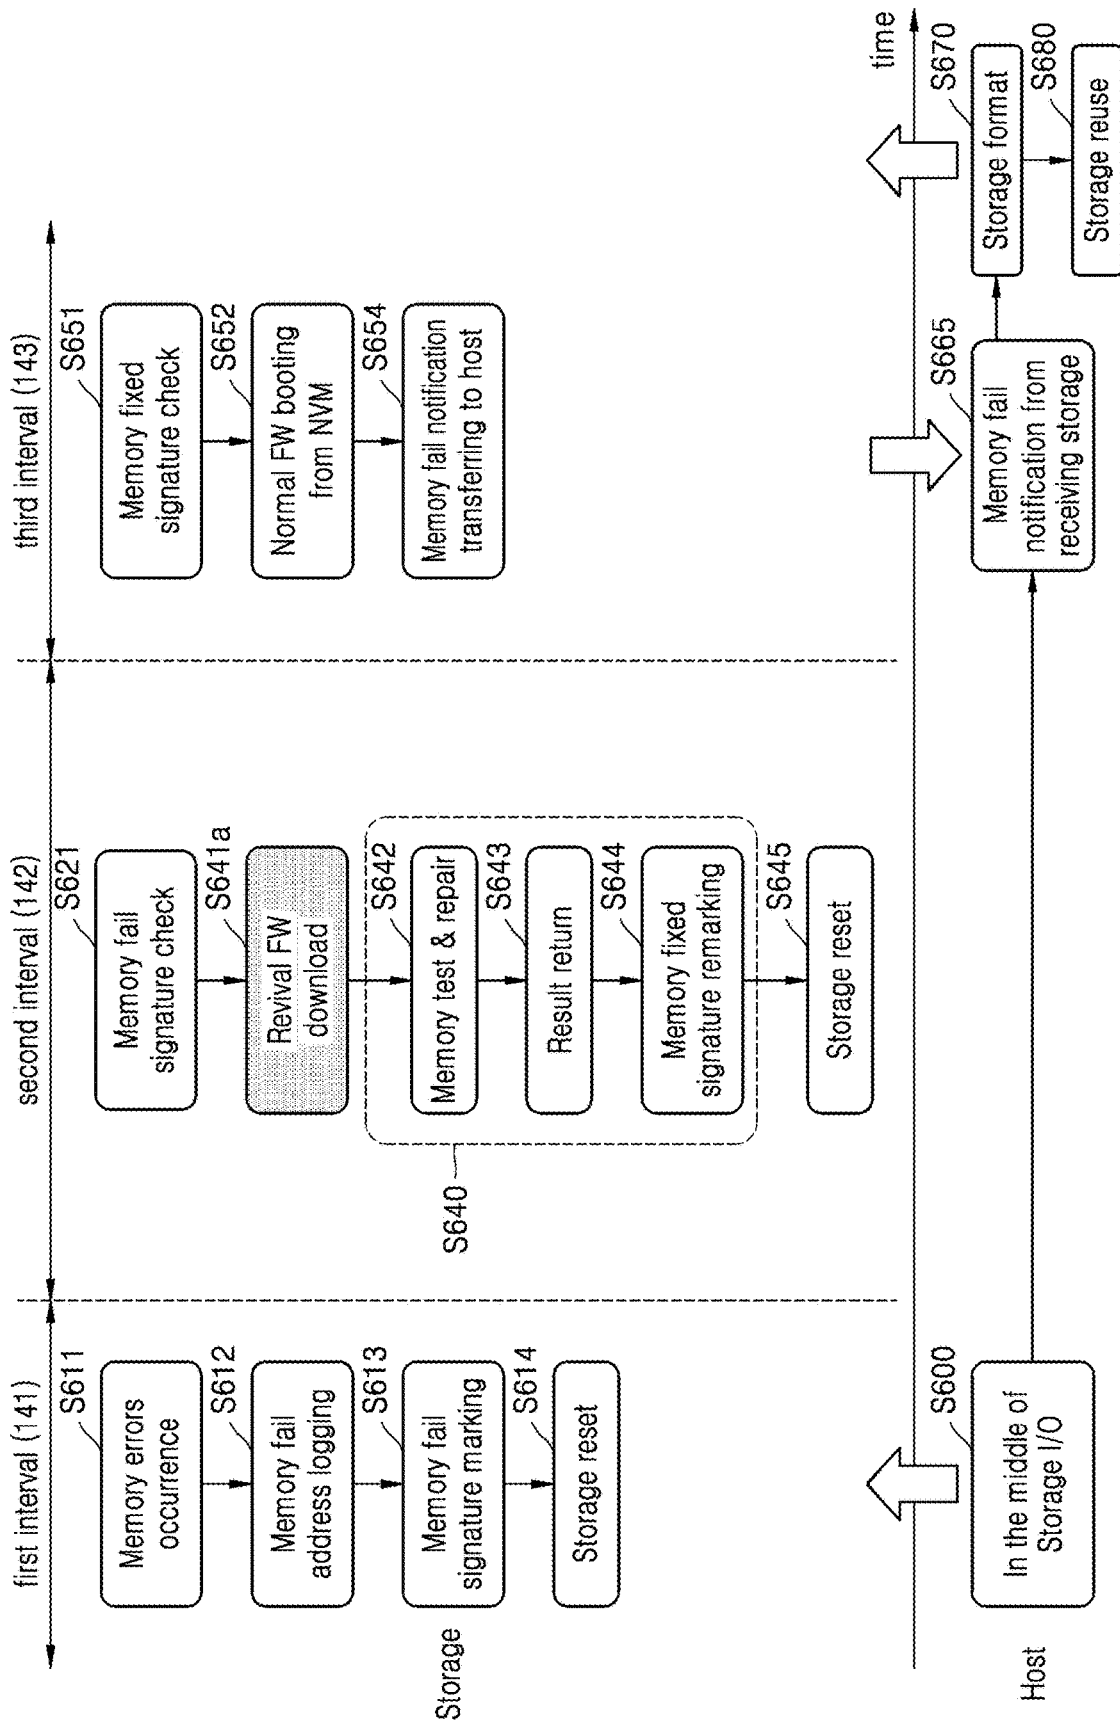 first interval (141)
second interval (142)
third interval (143)
S611
Memory errors
occurrence
S612
Memory fail
address logging
S613
Memory fail
signature marking
S614
Storage reset
S621
Memory fail
signature check
S641a
Revival FW
download
S640
S642
Memory test & repair
S643
Result return
S644
Memory fixed
signature remarking
S645
Storage reset
S651
Memory fixed
signature check
S652
Normal FW booting
from NVM
S654
Memory fail notification
transferring to host
Storage
time
Host
S600
In the middle of
Storage I/O
S665
Memory fail
notification from
receiving storage
S670
Storage format
S680
Storage reuse